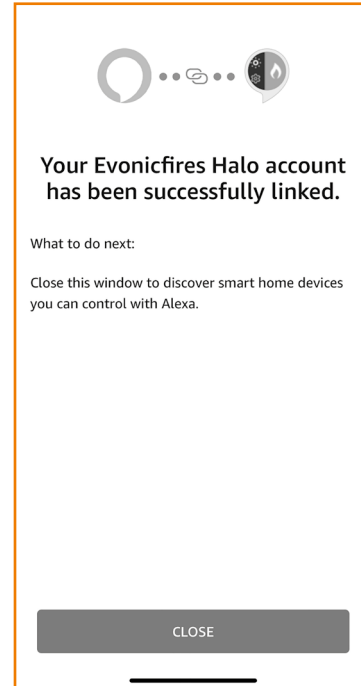 Your Evonicfires Halo account
has been successfully linked.
What to do next:
Close this window to discover smart home devices
you can control with Alexa.
CLOSE